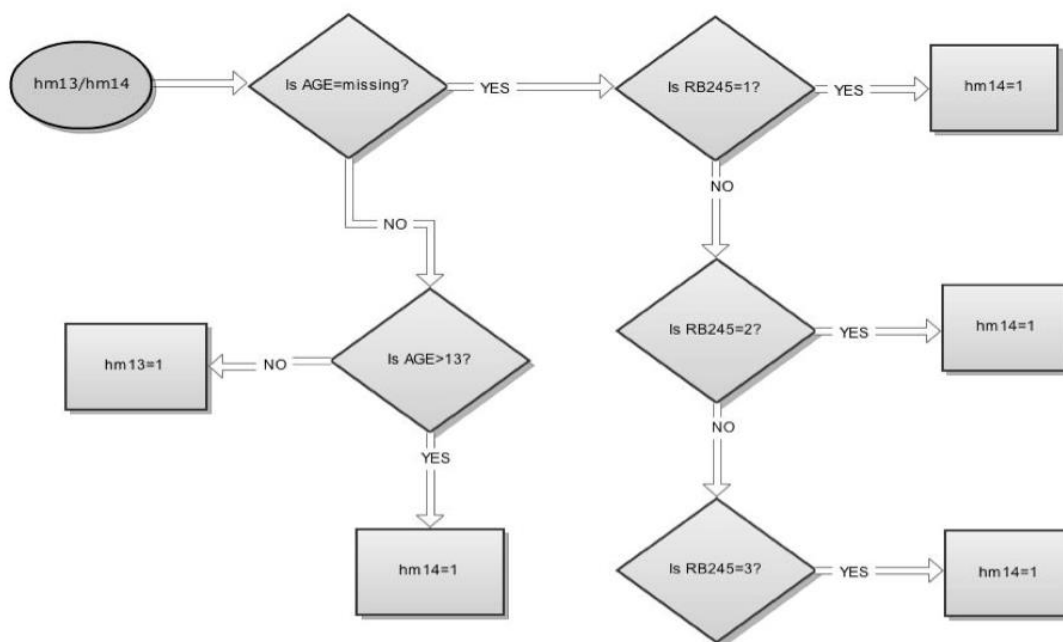 hm13/hm14
Is AGE=missing?
YES
Is RB245=1?
YES
hm14=1
NO
NO
Is RB245=2?
YES
hm14=1
hm13=1
NO
Is AGE>13?
YES
NO
hm14=1
Is RB245=3?
YES
hm14=1